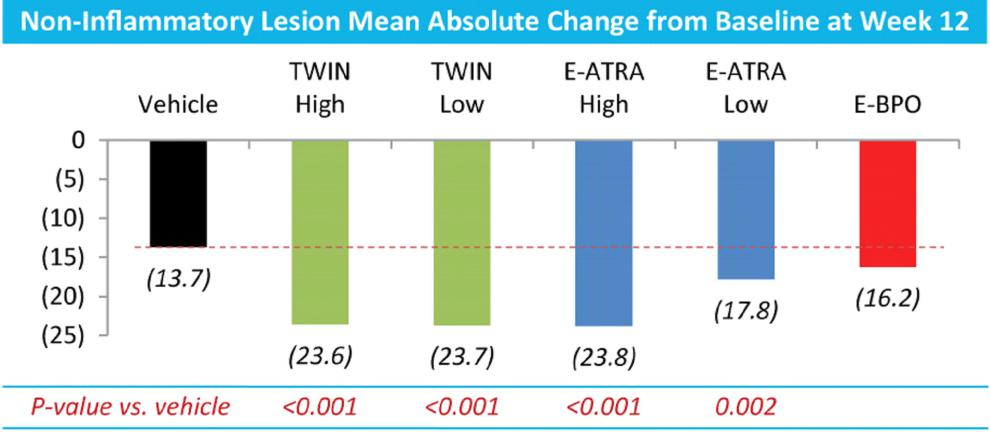 Non-Inflammatory Lesion Mean Absolute Change from Baseline at Week 12
Vehicle
TWIN
High
TWIN
Low
E-ATRA
High
E-ATRA
Low
E-BPO
0
(5)
(10)
(15)
(20)
(25)
(13.7)
(23.6)
(23.7)
(23.8)
(17.8)
(16.2)
P-value vs. vehicle <0.001 <0.001 <0.001 0.002